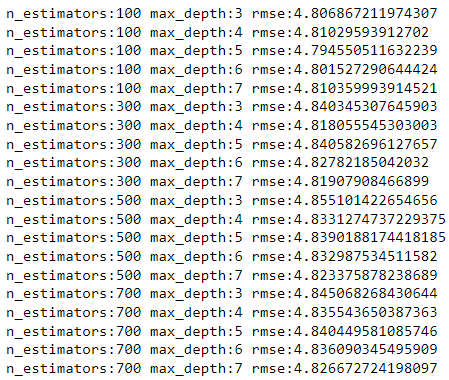 n_estimators:100 max_depth:3 rmse:4.806867211974307
n_estimators:100 max_depth:4 rmse:4.81029593912702
n_estimators:100 max_depth:5 rmse:4.794550511632239
n_estimators:100 max_depth:6 rmse:4.801527290644424
n_estimators:100 max_depth:7 rmse:4.810359993914521
n_estimators:300 max_depth:3 rmse:4.840345307645903
n_estimators:300 max_depth:4 rmse:4.818055545303003
n_estimators:300 max_depth:5 rmse:4.840582696127657
n_estimators:300 max_depth:6 rmse:4.82782185042032
n_estimators:300 max_depth:7 rmse:4.81907908466899
n_estimators:500 max_depth:3 rmse:4.855101422654656
n_estimators:500 max_depth:4 rmse:4.8331274737229375
n_estimators:500 max_depth:5 rmse:4.8390188174418185
n_estimators:500 max_depth:6 rmse:4.832987534511582
n_estimators:500 max_depth:7 rmse:4.823375878238689
n_estimators:700 max_depth:3 rmse:4.845068268430644
n_estimators:700 max_depth:4 rmse:4.835543650387363
n_estimators:700 max_depth:5 rmse:4.840449581085746
n_estimators:700 max_depth:6 rmse:4.836090345495909
n_estimators:700 max_depth:7 rmse:4.826672724198097